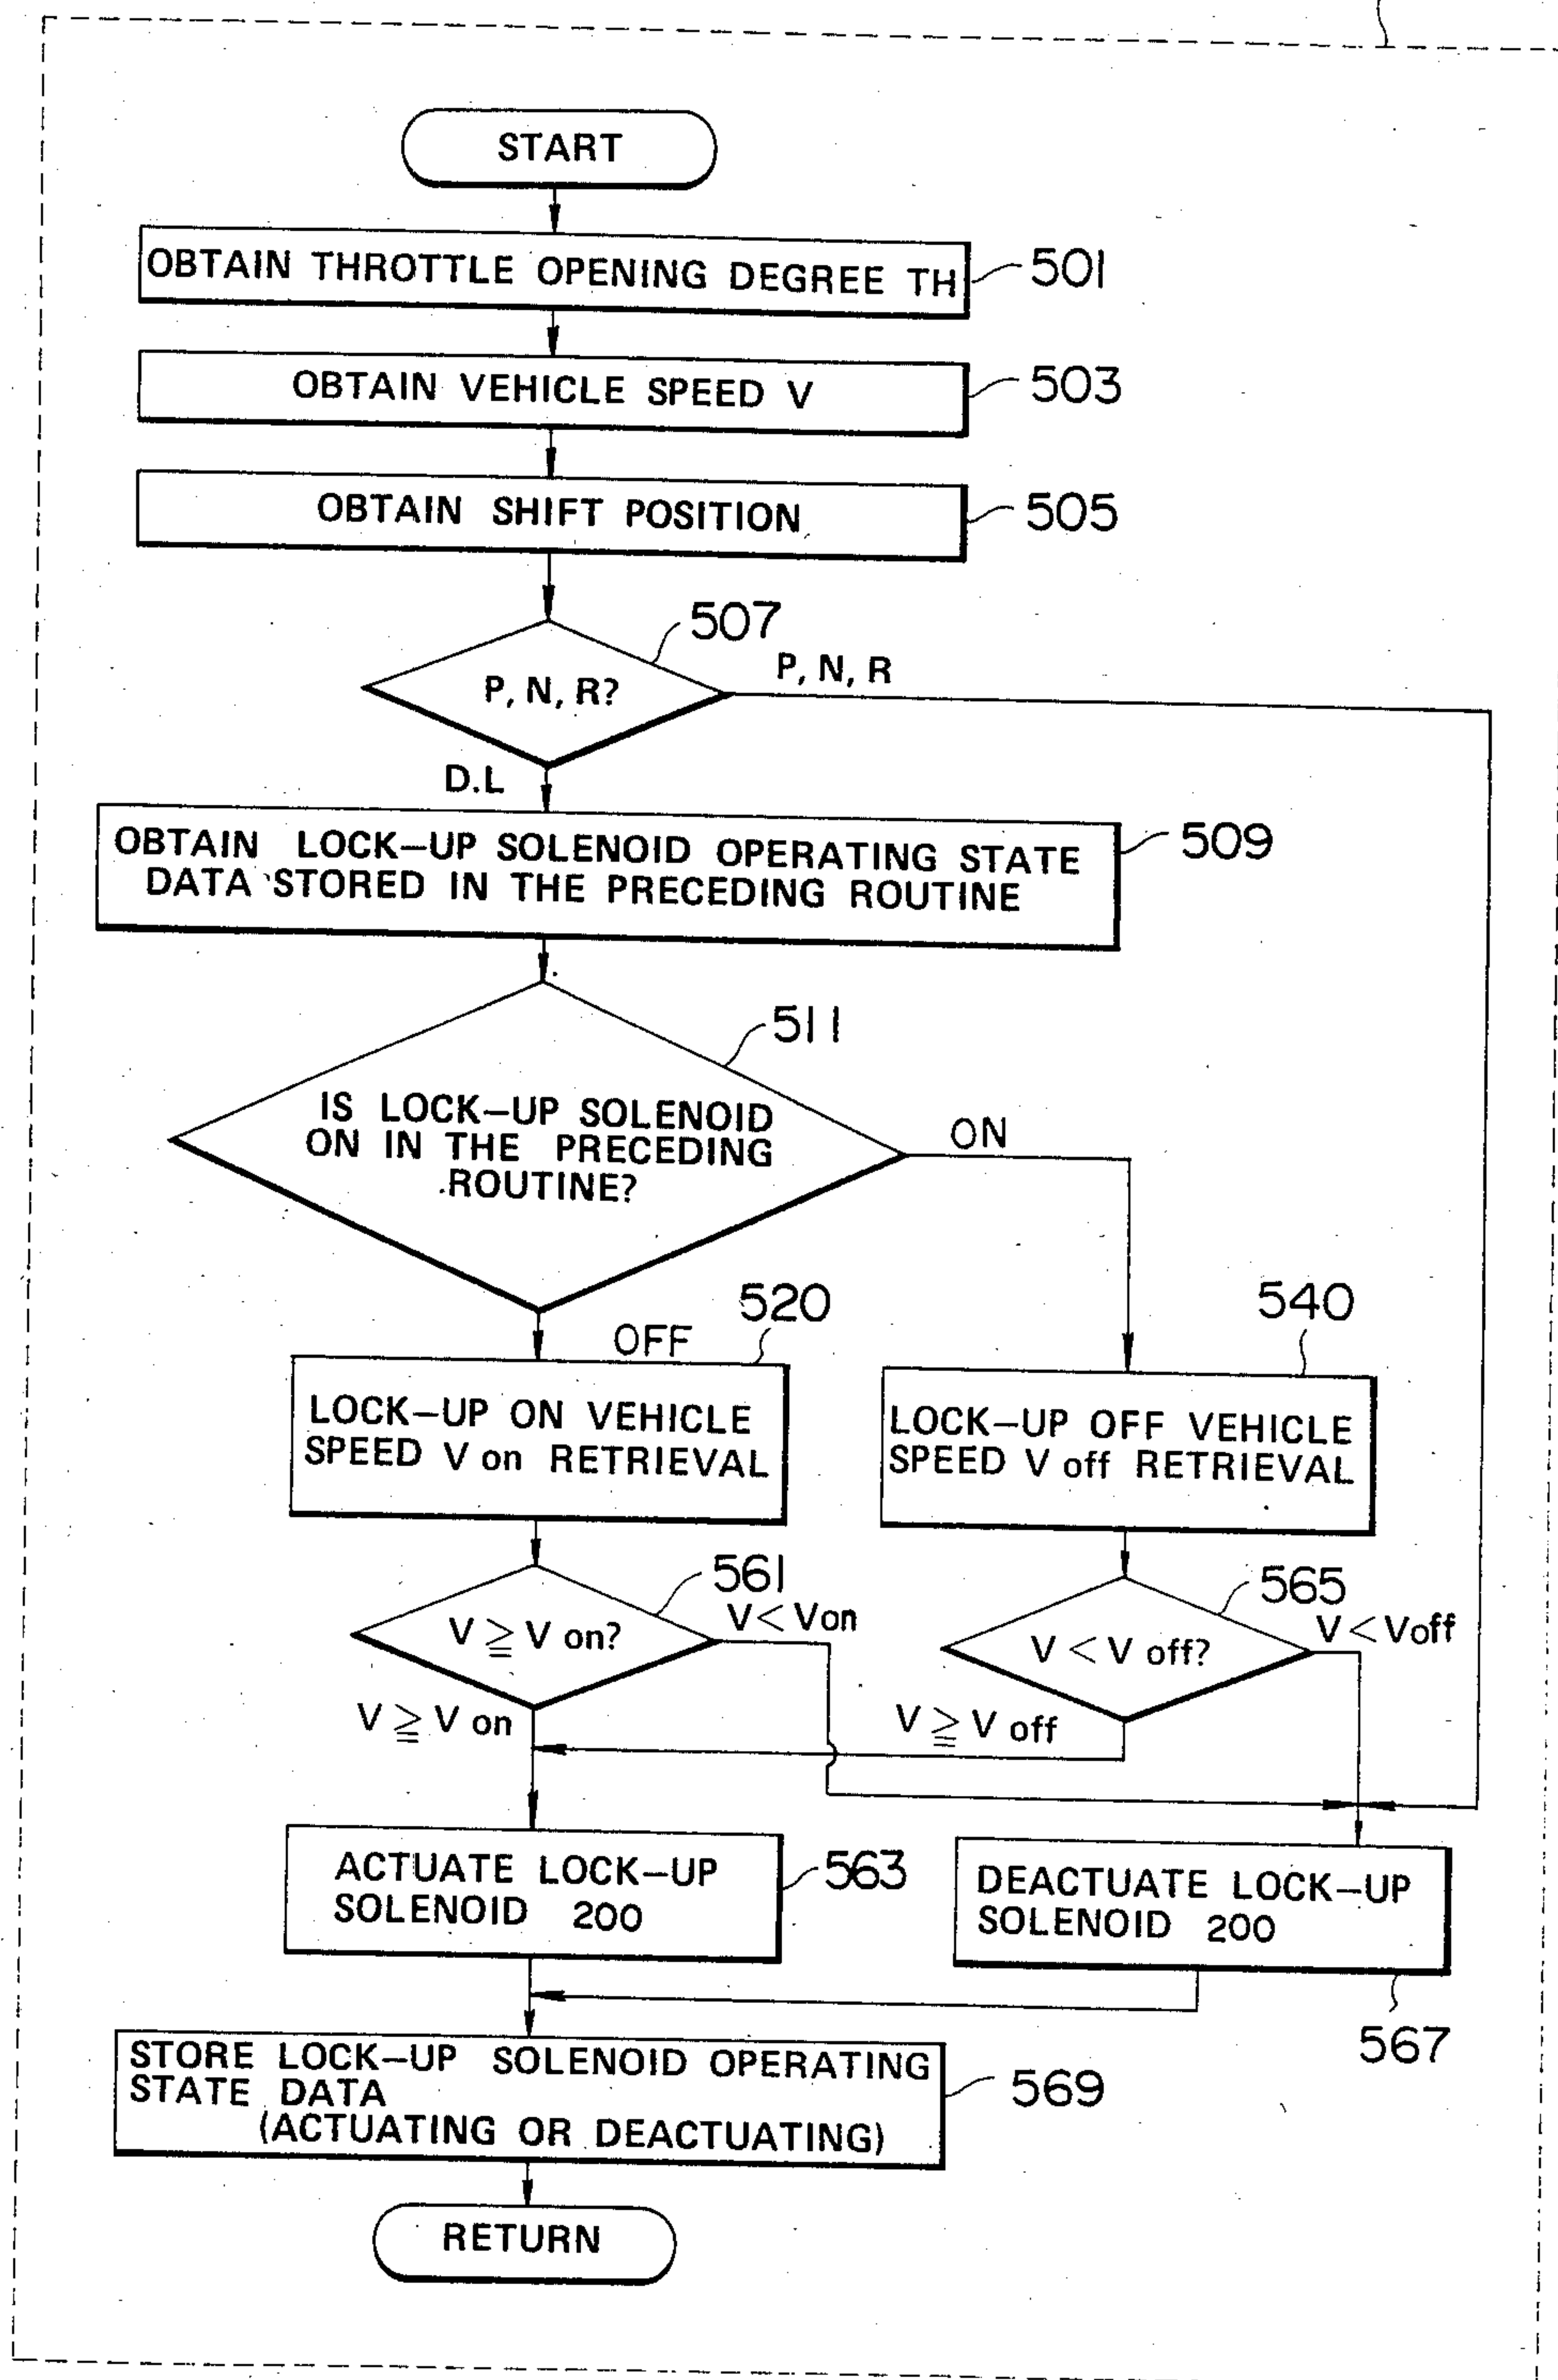 START
OBTAIN THROTTLE OPENING DEGREE TH
501
OBTAIN VEHICLE SPEED V
503
OBTAIN SHIFT POSITION
505
507
P, N, R?
P, N, R
D.L
OBTAIN LOCK-UP SOLENOID OPERATING STATE
DATA STORED IN THE PRECEDING ROUTINE
509
511
IS LOCK-UP SOLENOID
ON IN THE PRECEDING
ROUTINE?
ON
OFF
520
540
LOCK-UP ON VEHICLE
SPEED V on RETRIEVAL
LOCK-UP OFF VEHICLE
SPEED V off RETRIEVAL
561
V ≧ V on?
V < Von
565
V < V off?
V < Voff
V ≧ V on
V ≧ V off
ACTUATE LOCK-UP
SOLENOID 200
563
DEACTUATE LOCK-UP
SOLENOID 200
567
STORE LOCK-UP SOLENOID OPERATING
STATE DATA
(ACTUATING OR DEACTUATING)
569
RETURN